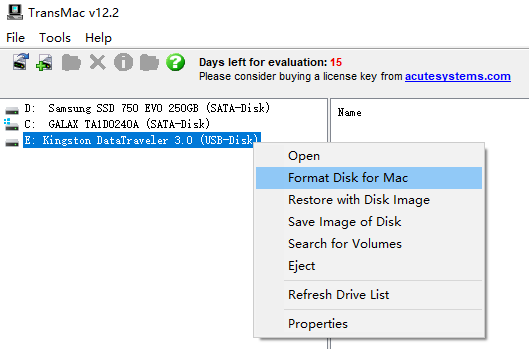 TransMac v12.2
File Tools Help
Days left for evaluation: 15
Please consider buying a license key from acutesystems.com
D: Samsung SSD 750 EVO 250GB (SATA-Disk)
C: GALAX TA1D0240A (SATA-Disk)
E: Kingston DataTraveler 3.0 (USB-Disk)
Name
Open
Format Disk for Mac
Restore with Disk Image
Save Image of Disk
Search for Volumes
Eject
Refresh Drive List
Properties